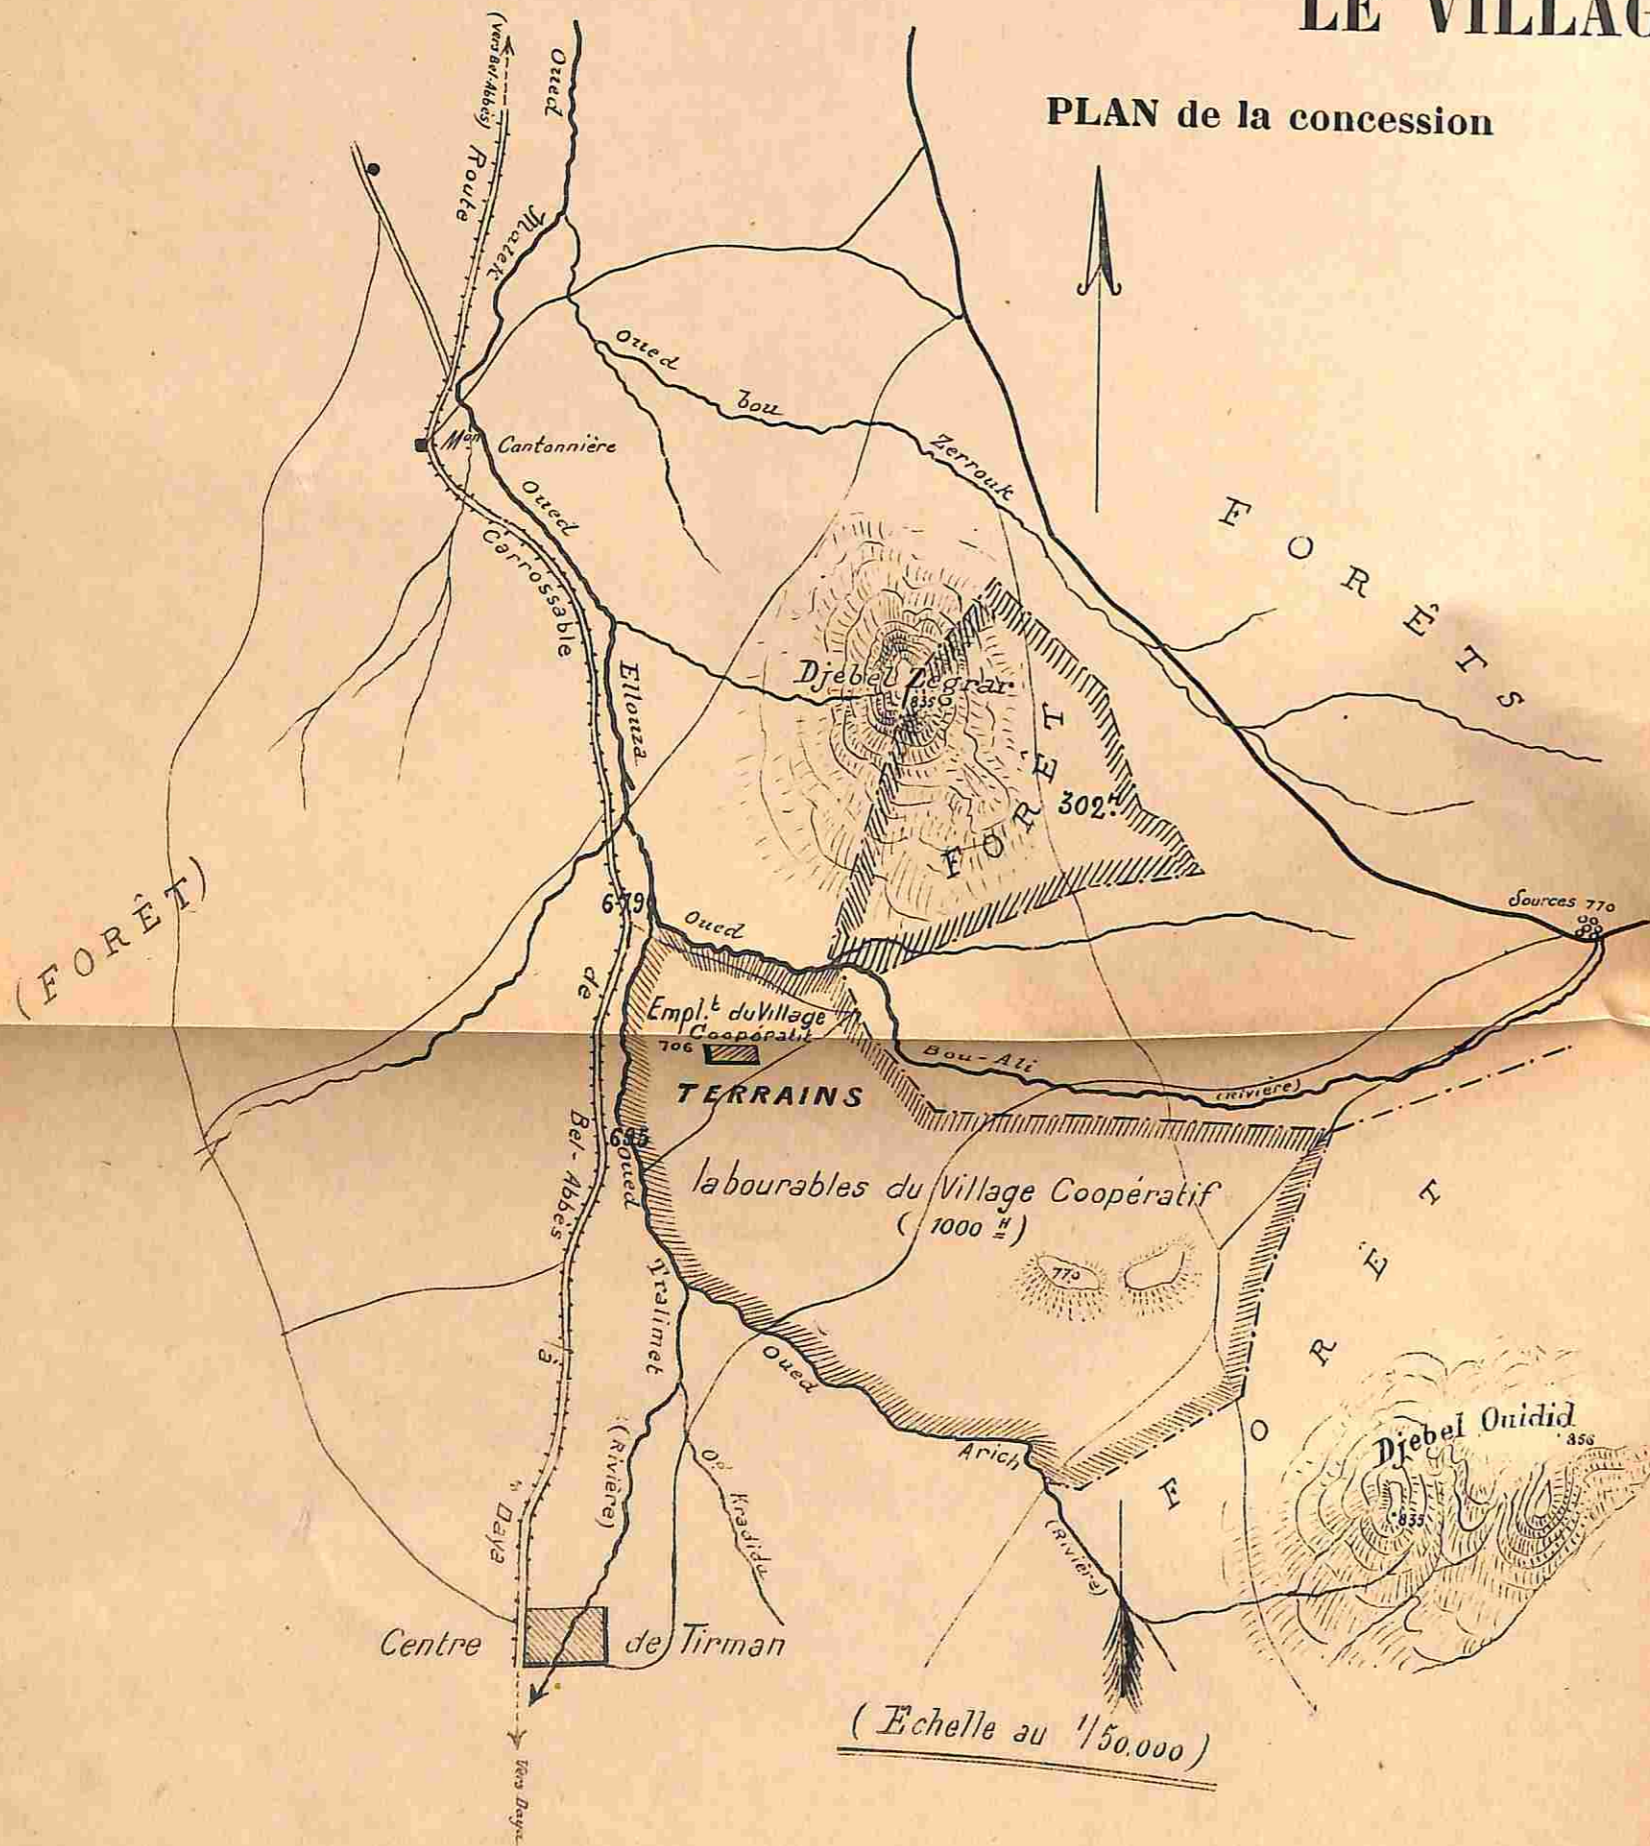 LE VILLAG
PLAN de la concession
(vers Bel-Abbès)
Route
Oued
Malek
Oued
bou
Zerrouk
Mon Cantonnière
Oued
Carrossable
FORÊTS
Ellouza
Djebel Zegrar
835
FORÊT
302H
(FORÊT)
679
Oued
Sources 770
de
Empl.t du Village
Coopératif
706
Bou-Ali
(Rivière)
TERRAINS
Bel-Abbès
695
Oued
labourables du Village Coopératif
(1000 H)
770
FORÊT
Tralimet
à
Oued
Djebel Ouidid
856
835
Arich
(Rivière)
Od Kradidu
(Rivière)
Daya
Centre de Tirman
(Echelle au 1/50.000)
Vers Daya